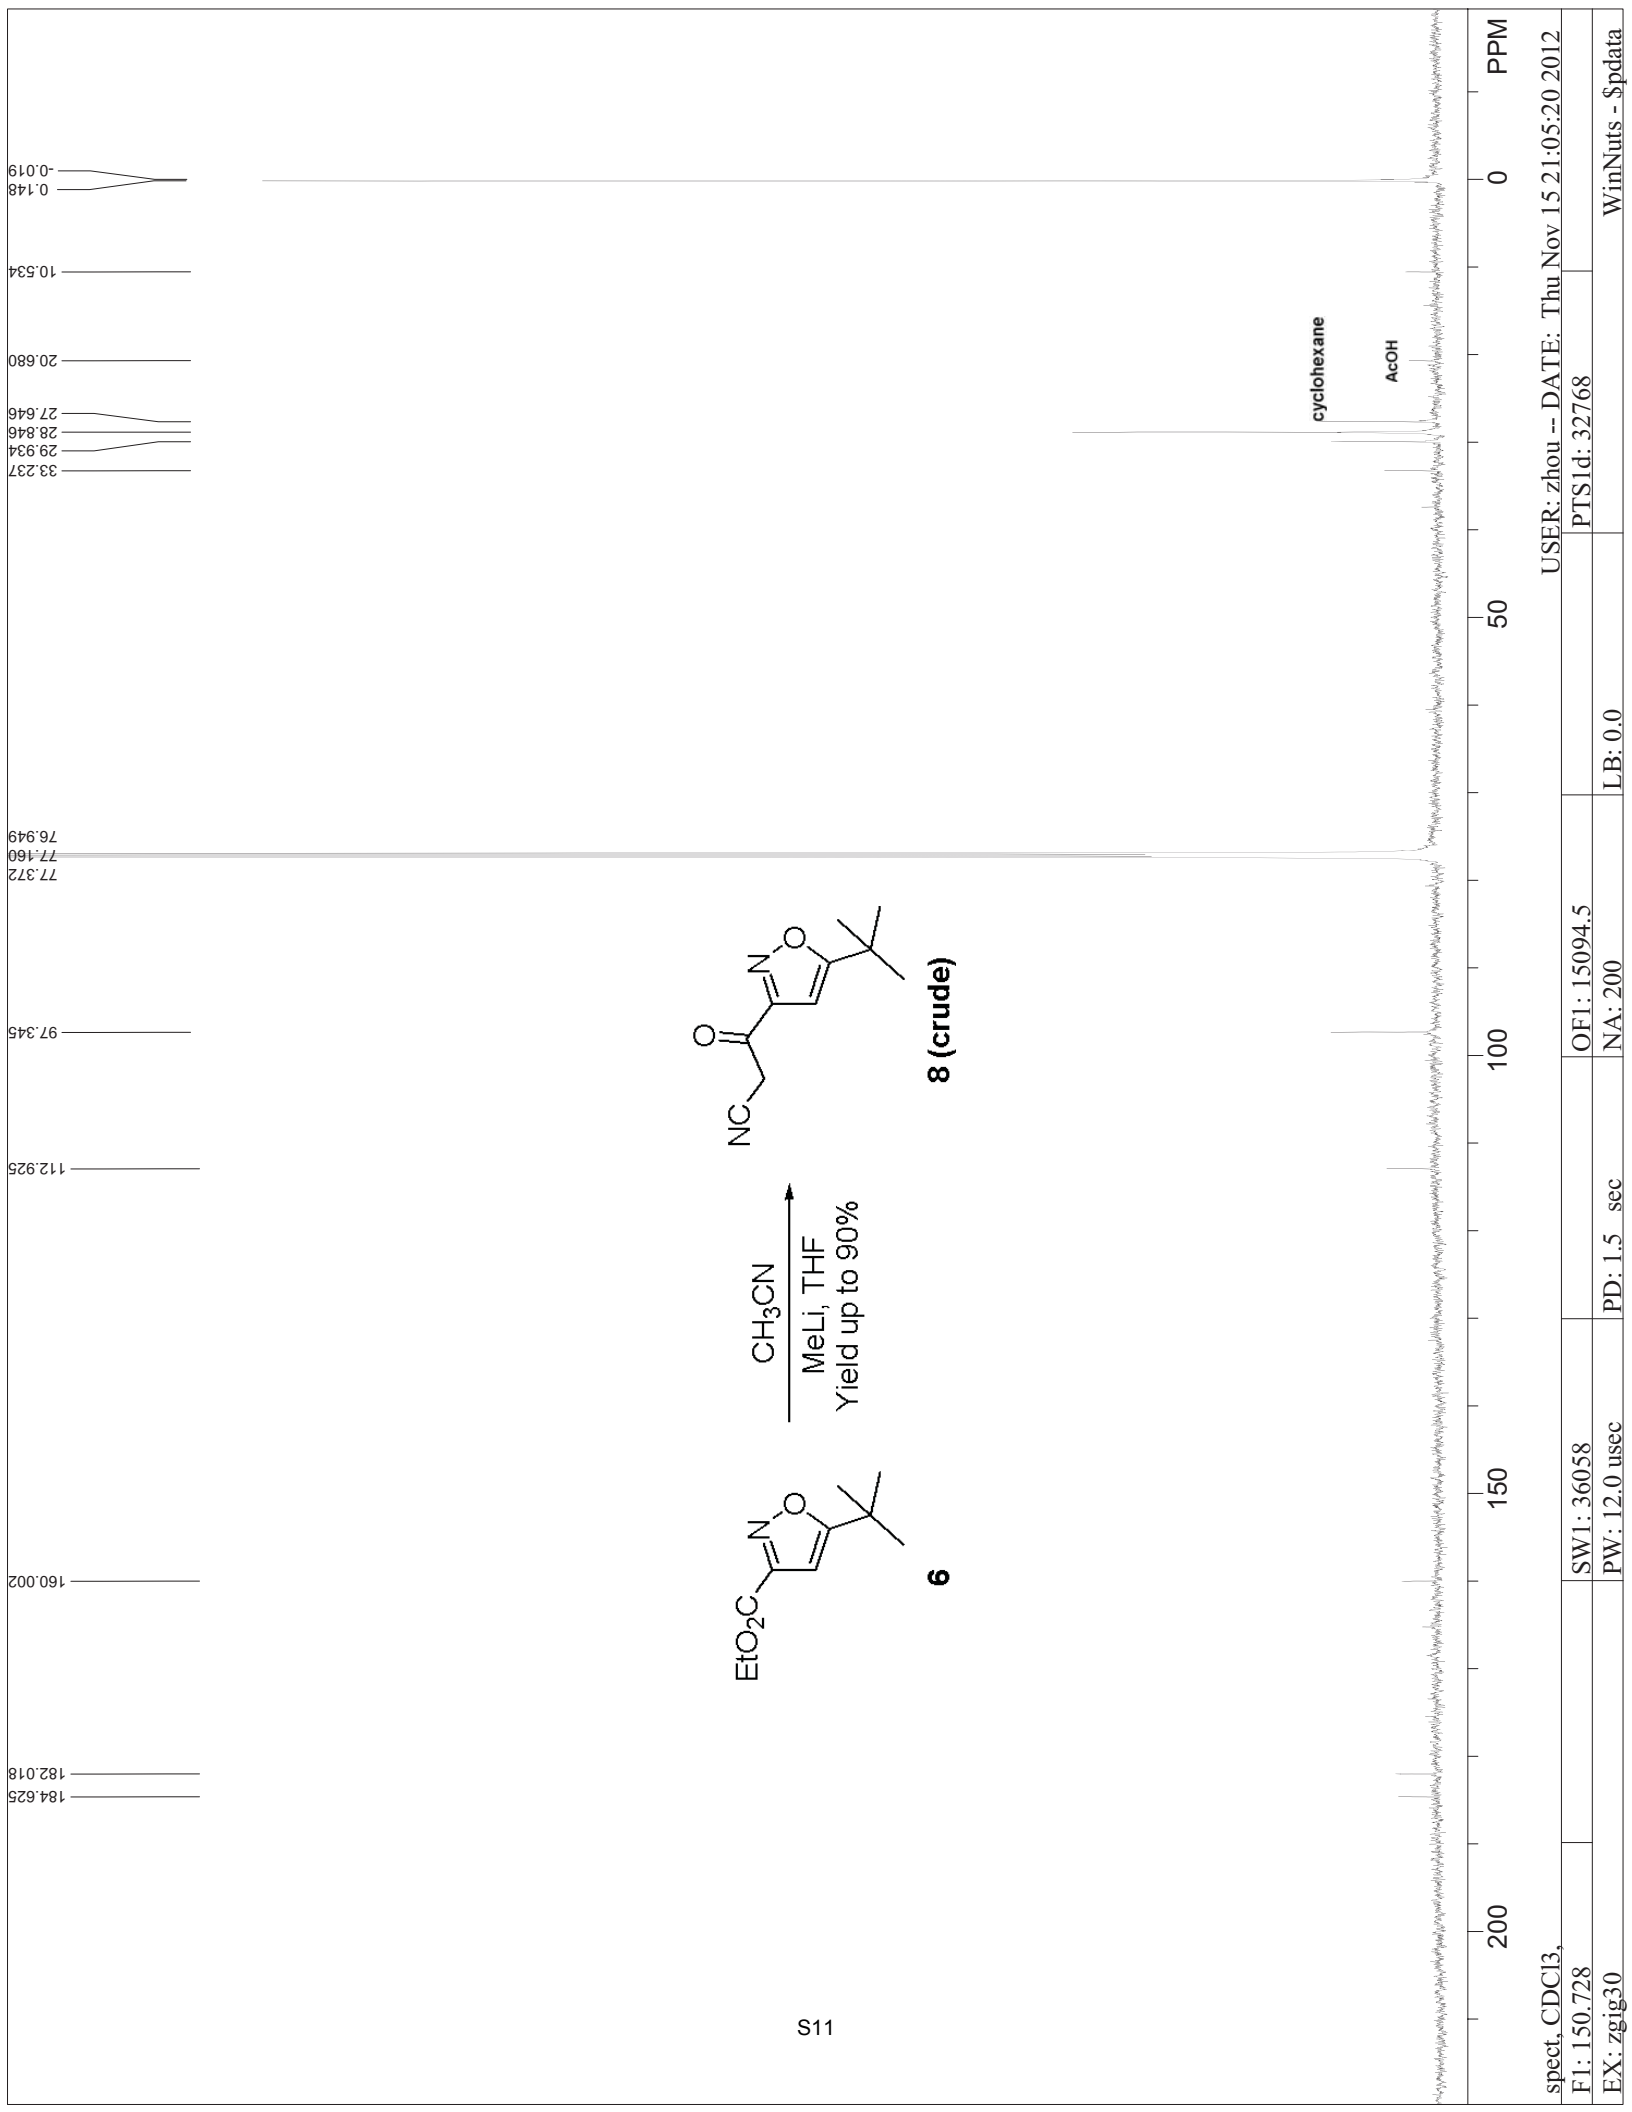 184.625
182.018
160.002
112.925
97.345
77.372
77.160
76.949
33.237
29.934
28.846
27.646
20.680
10.534
0.148
-0.019
EtO2C
N
O
6
CH3CN
MeLi, THF
Yield up to 90%
NC
O
N
O
8 (crude)
cyclohexane
AcOH
200
150
100
50
0
PPM
spect, CDCl3,
USER: zhou -- DATE: Thu Nov 15 21:05:20 2012
F1: 150.728
SW1: 36058
OF1: 15094.5
PTS1d: 32768
EX: zgig30
PW: 12.0 usec
PD: 1.5 sec
NA: 200
LB: 0.0
WinNuts - $pdata
S11